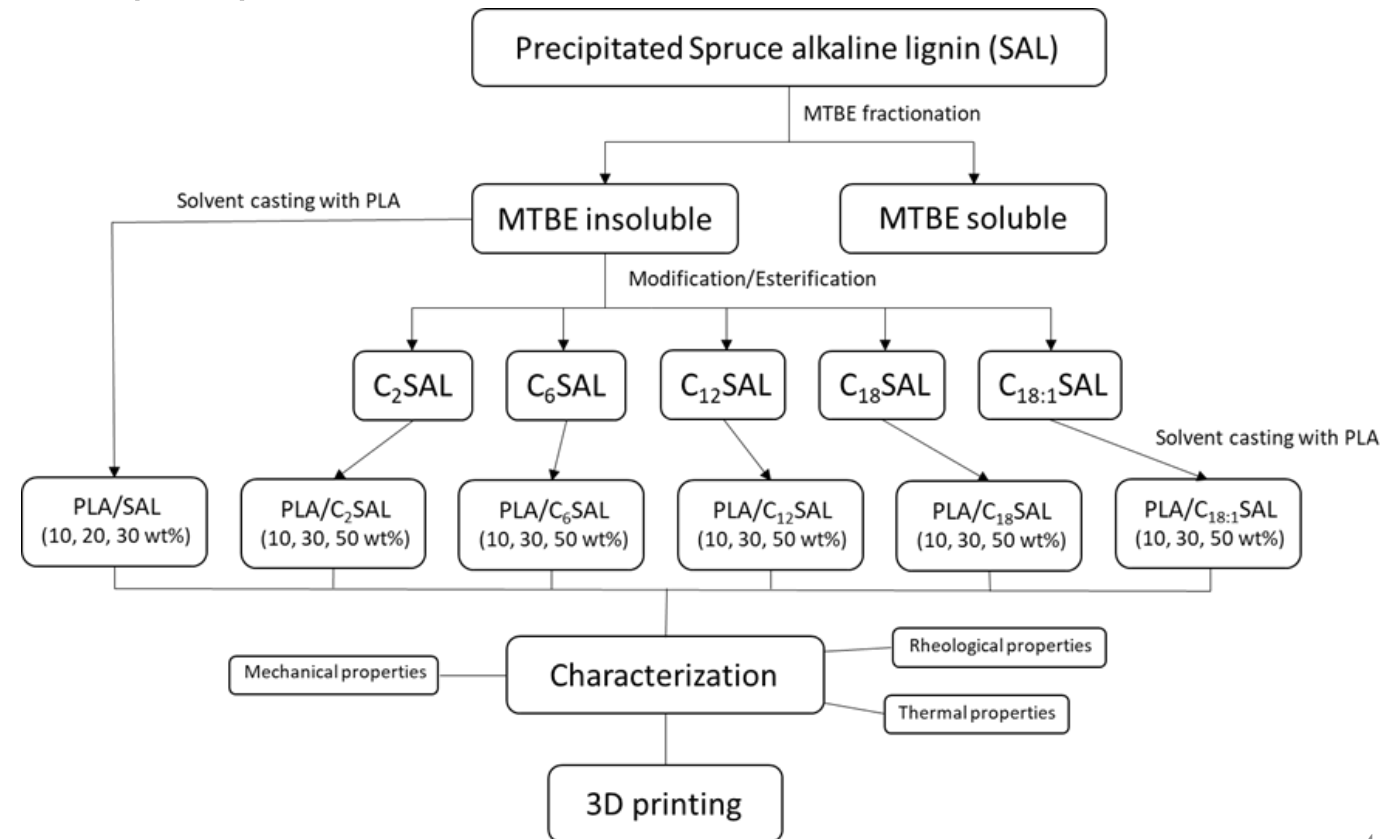 Precipitated Spruce alkaline lignin (SAL)
MTBE fractionation
Solvent casting with PLA
MTBE insoluble
MTBE soluble
Modification/Esterification
C₂SAL
C₆SAL
C₁₂SAL
C₁₈SAL
C₁₈:₁SAL
Solvent casting with PLA
PLA/SAL
(10, 20, 30 wt%)
PLA/C₂SAL
(10, 30, 50 wt%)
PLA/C₆SAL
(10, 30, 50 wt%)
PLA/C₁₂SAL
(10, 30, 50 wt%)
PLA/C₁₈SAL
(10, 30, 50 wt%)
PLA/C₁₈:₁SAL
(10, 30, 50 wt%)
Rheological properties
Mechanical properties
Characterization
Thermal properties
3D printing